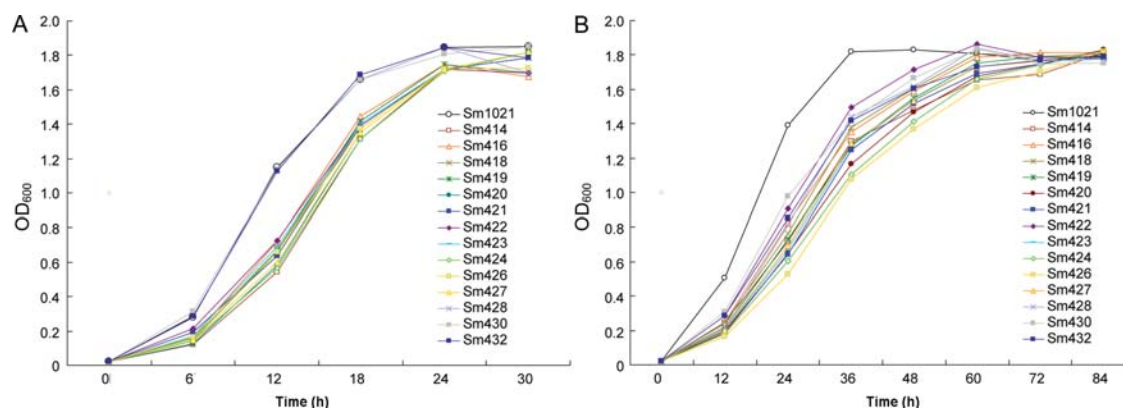 A
2.0
1.8
1.6
1.4
1.2
1.0
0.8
0.6
0.4
0.2
0
OD600
0 6 12 18 24 30
Time (h)
Sm1021
Sm414
Sm416
Sm418
Sm419
Sm420
Sm421
Sm422
Sm423
Sm424
Sm426
Sm427
Sm428
Sm430
Sm432
B
2.0
1.8
1.6
1.4
1.2
1.0
0.8
0.6
0.4
0.2
0
OD600
0 12 24 36 48 60 72 84
Time (h)
Sm1021
Sm414
Sm416
Sm418
Sm419
Sm420
Sm421
Sm422
Sm423
Sm424
Sm426
Sm427
Sm428
Sm430
Sm432